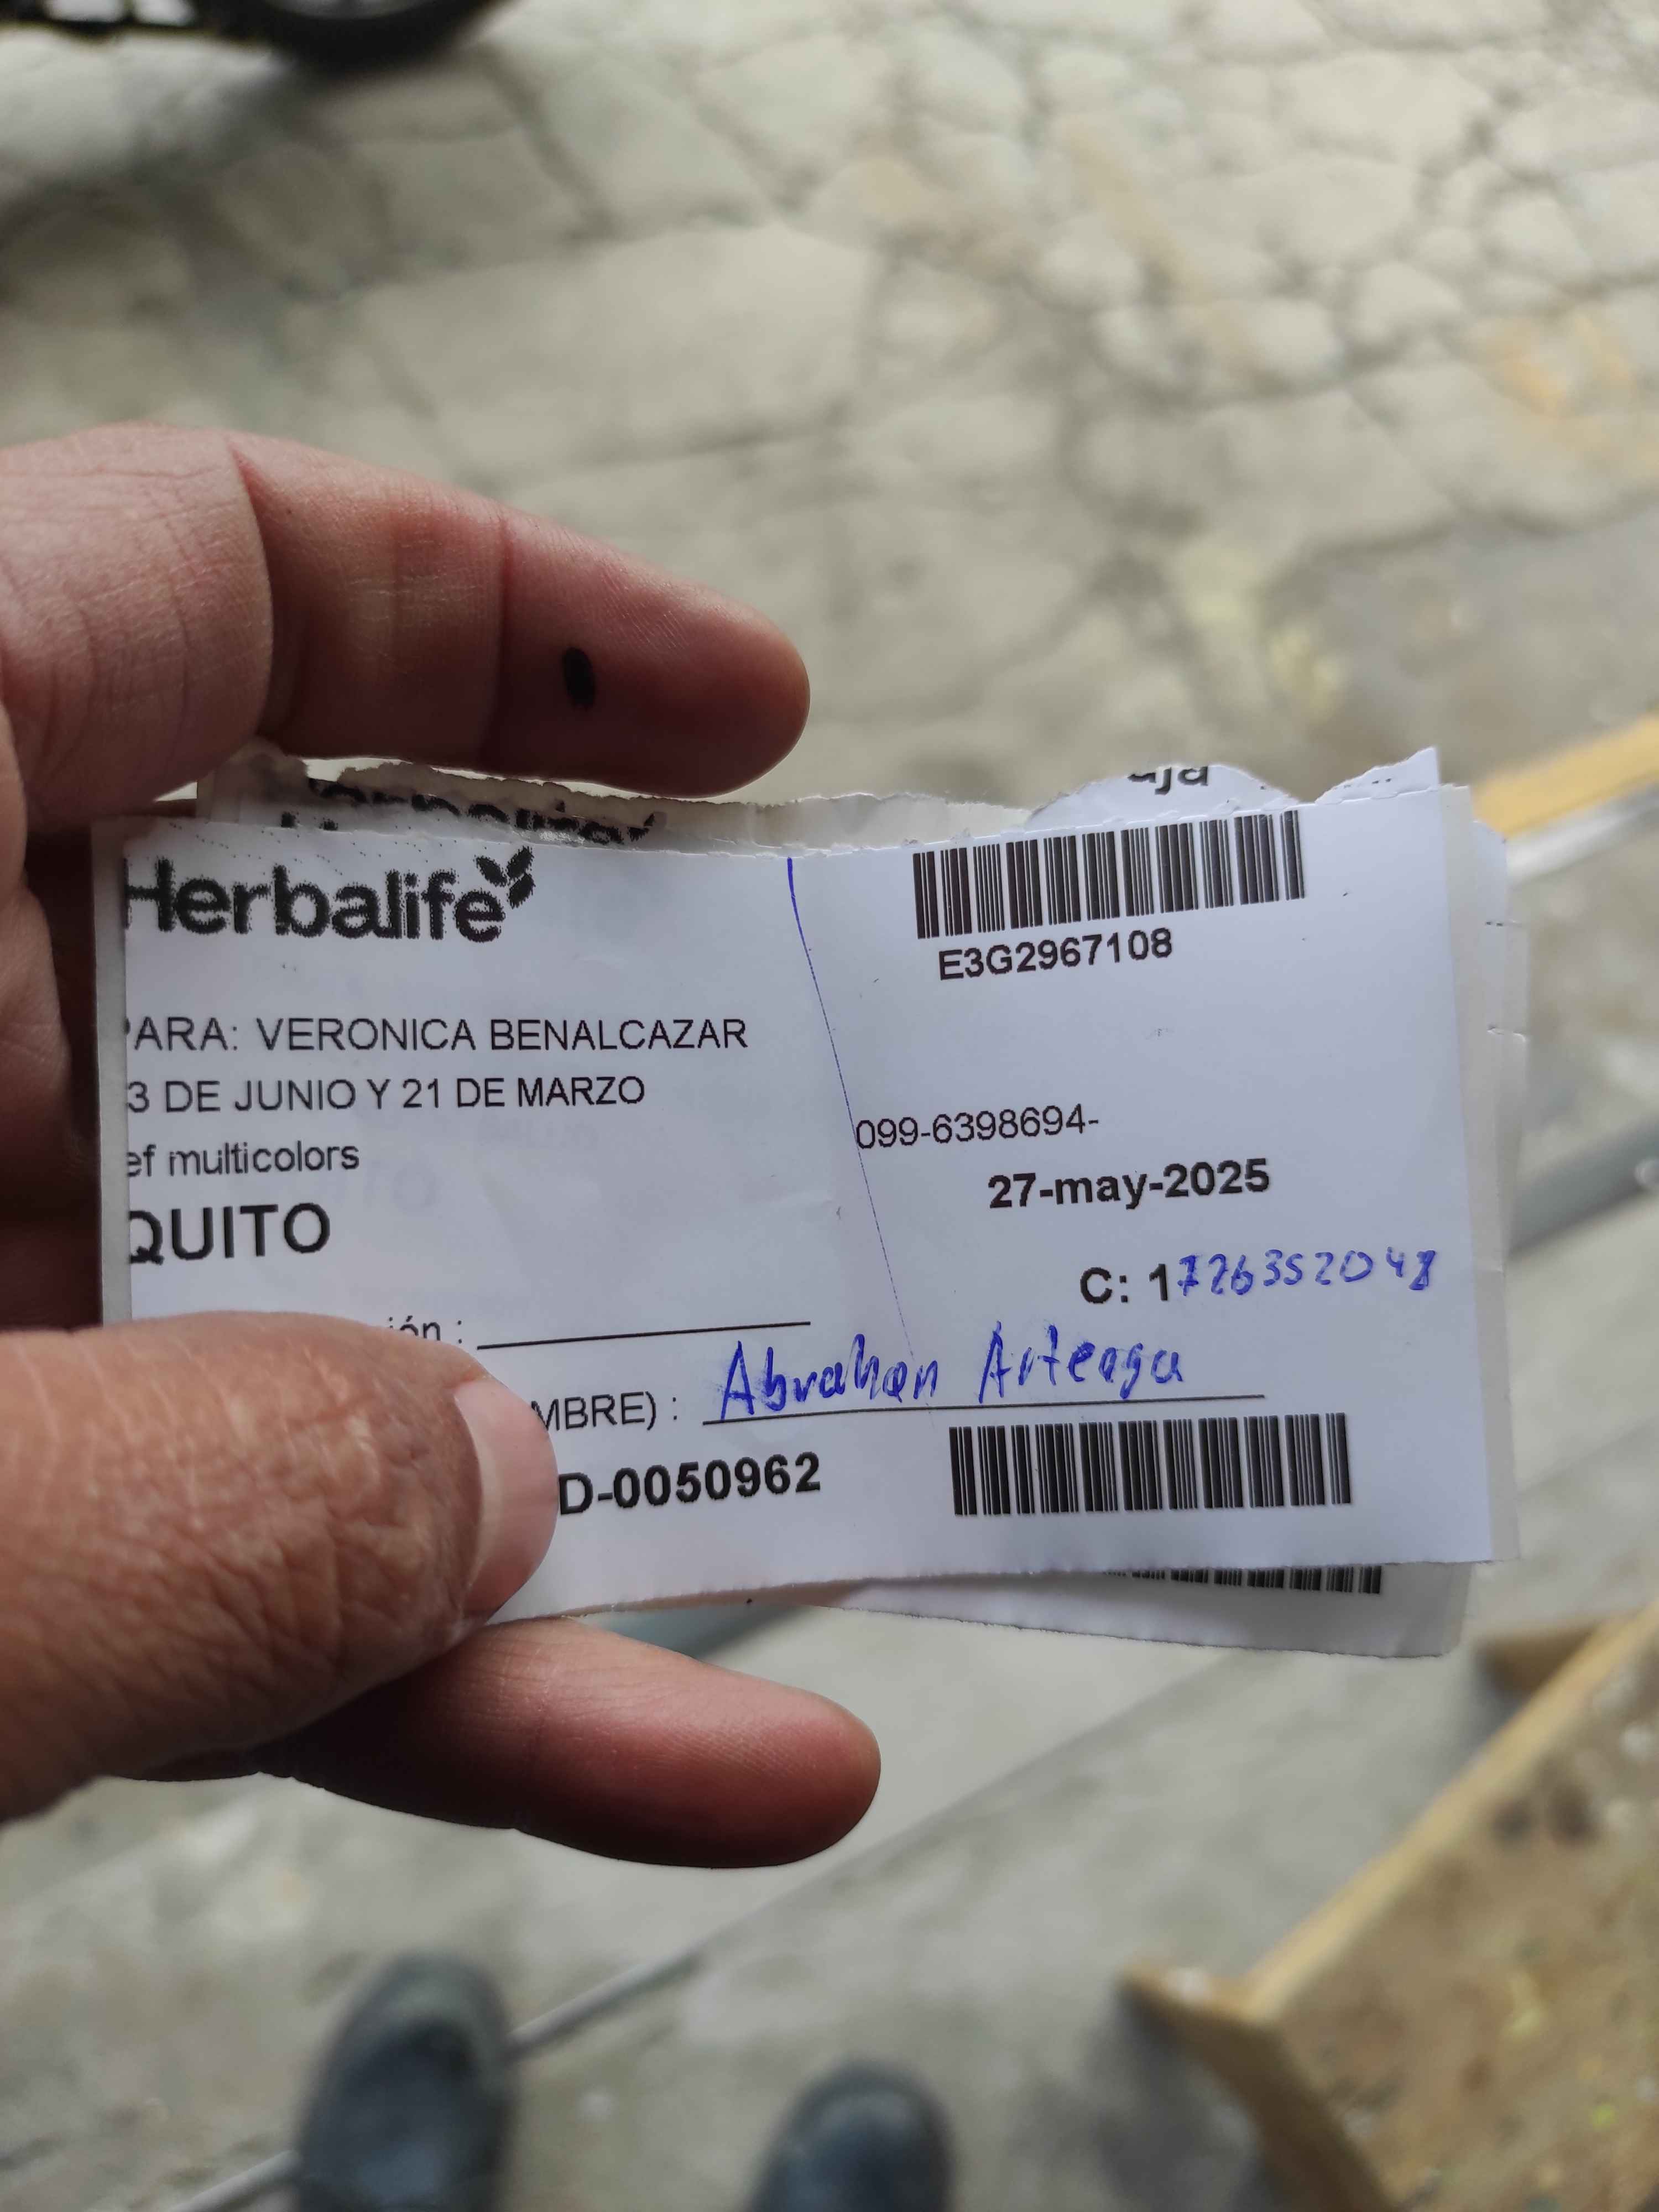 Herbalife
E3G2967108
PARA: VERONICA BENALCAZAR
3 DE JUNIO Y 21 DE MARZO
099-6398694-
ef multicolors
27-may-2025
QUITO
ión :
MBRE) : Abrahan Arteaga
D-0050962